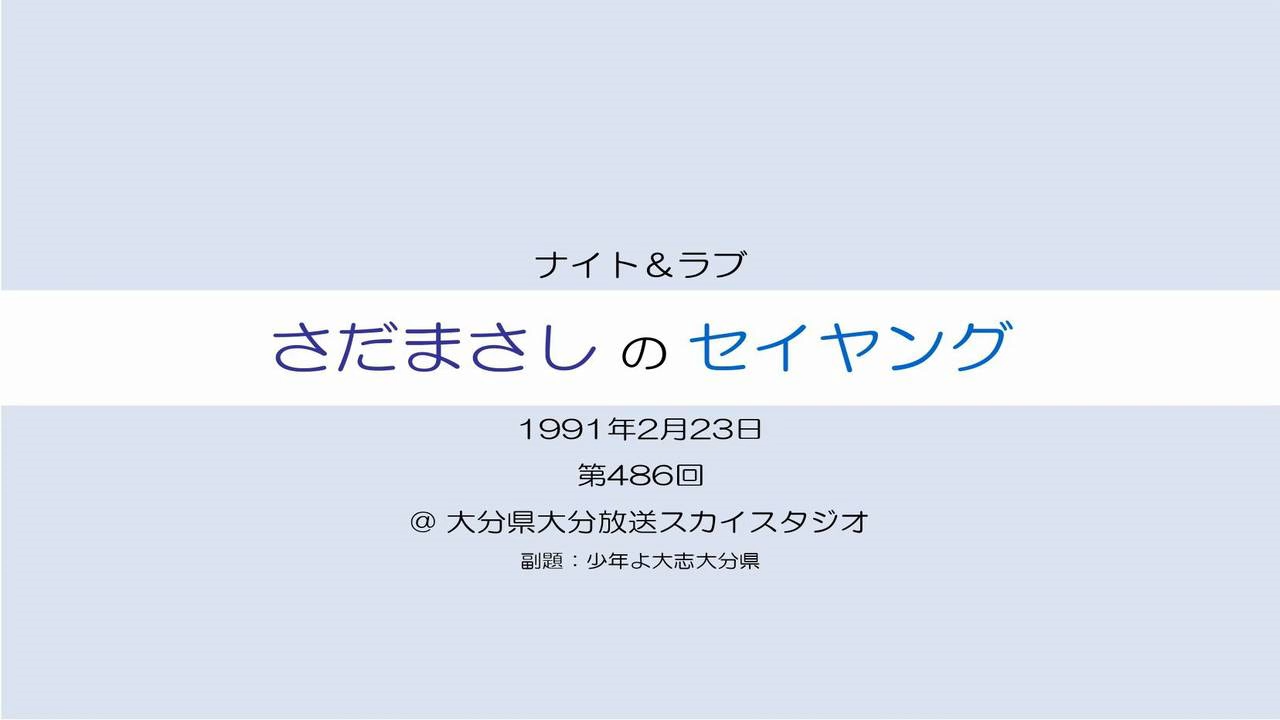 ナイト＆ラブ
さだまさし の セイヤング
1991年2月23日
第486回
@ 大分県大分放送スカイスタジオ
副題：少年よ大志大分県